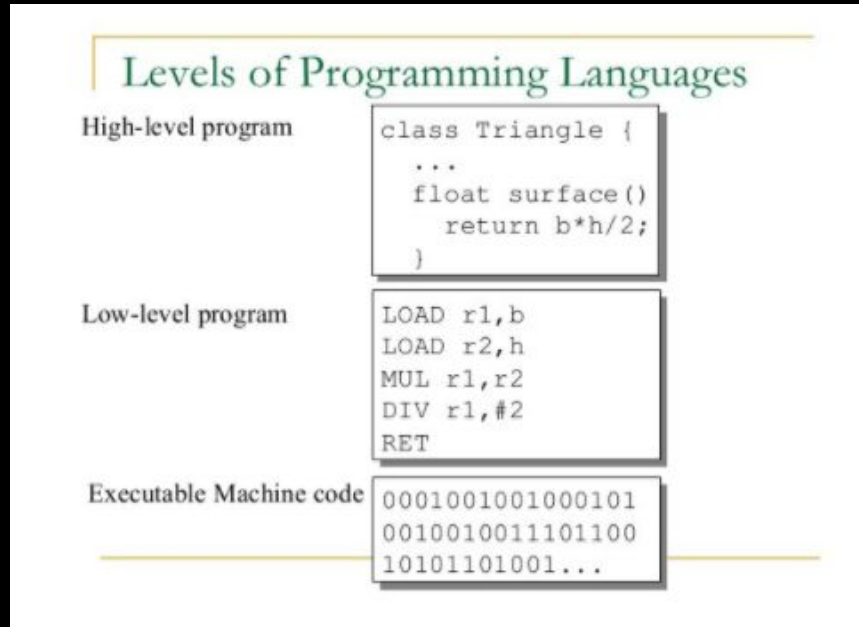 Levels of Programming Languages
High-level program
class Triangle {
...
float surface()
return b*h/2;
}
Low-level program
LOAD r1,b
LOAD r2,h
MUL r1,r2
DIV r1,#2
RET
Executable Machine code
0001001001000101
0010010011101100
10101101001...